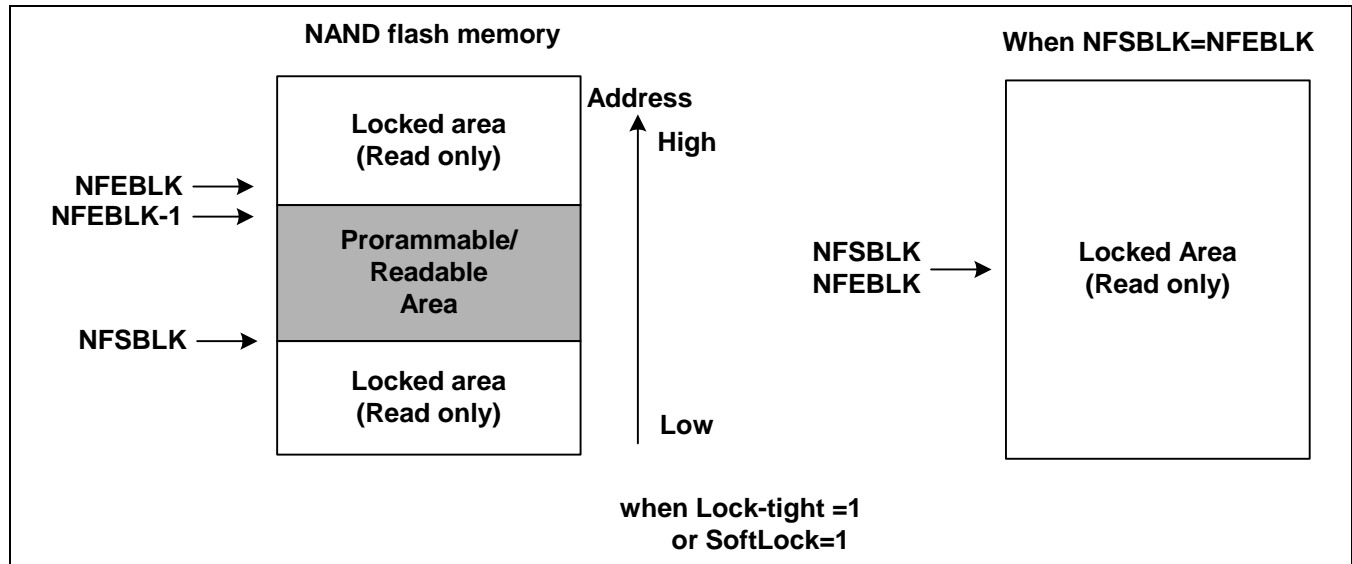 NAND flash memory
When NFSBLK=NFEBLK
Address
High
Locked area
(Read only)
NFEBLK
NFEBLK-1
Prorammable/
Readable
Area
NFSBLK
Locked area
(Read only)
Low
NFSBLK
NFEBLK
Locked Area
(Read only)
when Lock-tight =1
or SoftLock=1